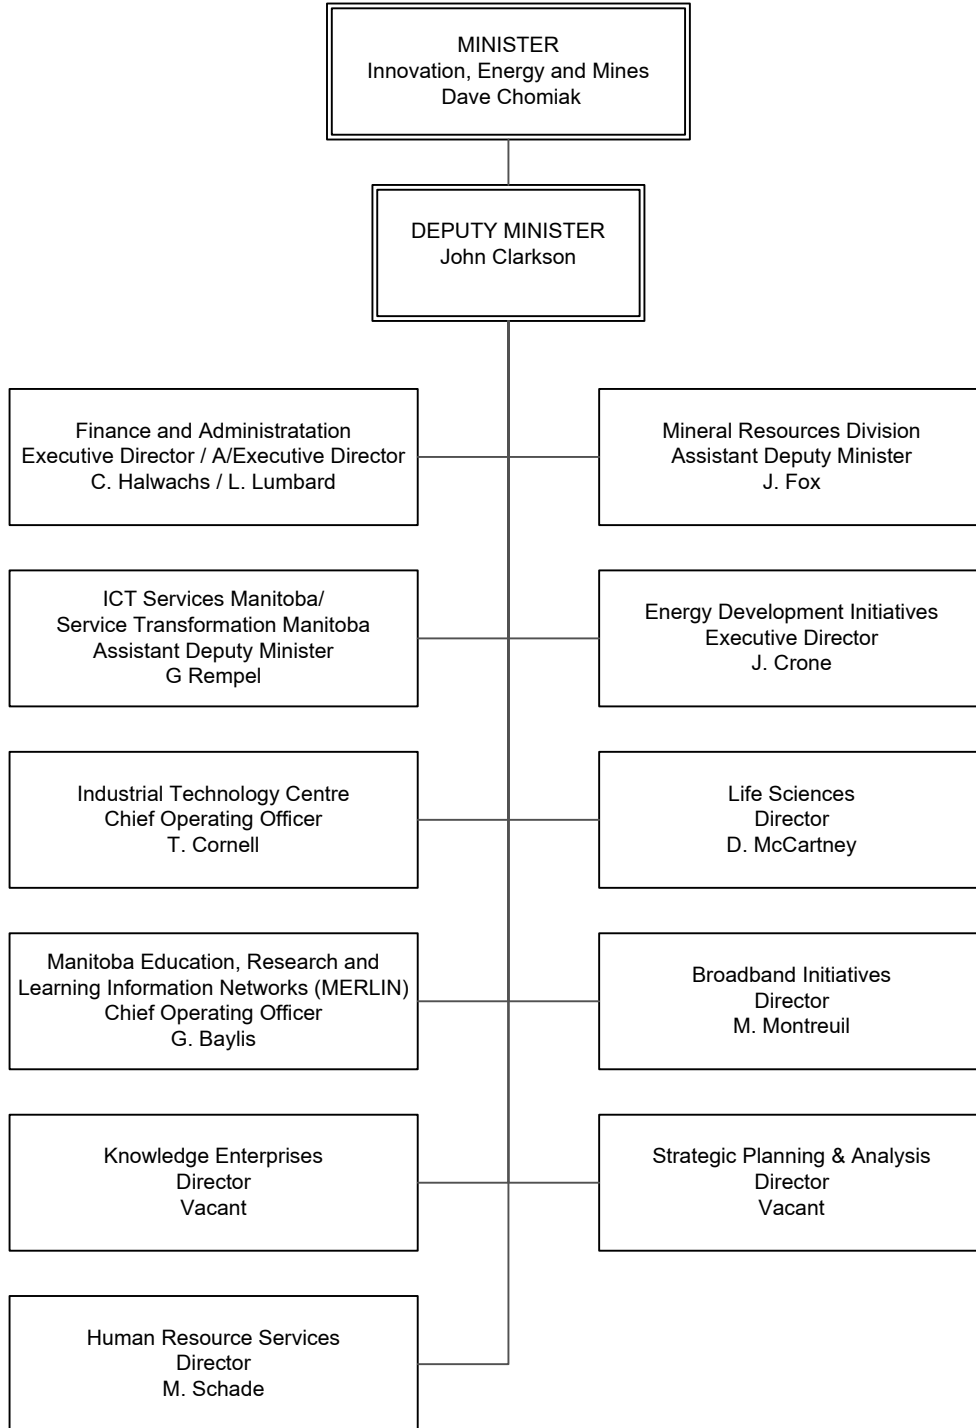 MINISTER
Innovation, Energy and Mines
Dave Chomiak
DEPUTY MINISTER
John Clarkson
Finance and Administratation
Executive Director / A/Executive Director
C. Halwachs / L. Lumbard
Mineral Resources Division
Assistant Deputy Minister
J. Fox
ICT Services Manitoba/
Service Transformation Manitoba
Assistant Deputy Minister
G Rempel
Energy Development Initiatives
Executive Director
J. Crone
Industrial Technology Centre
Chief Operating Officer
T. Cornell
Life Sciences
Director
D. McCartney
Manitoba Education, Research and
Learning Information Networks (MERLIN)
Chief Operating Officer
G. Baylis
Broadband Initiatives
Director
M. Montreuil
Knowledge Enterprises
Director
Vacant
Strategic Planning & Analysis
Director
Vacant
Human Resource Services
Director
M. Schade